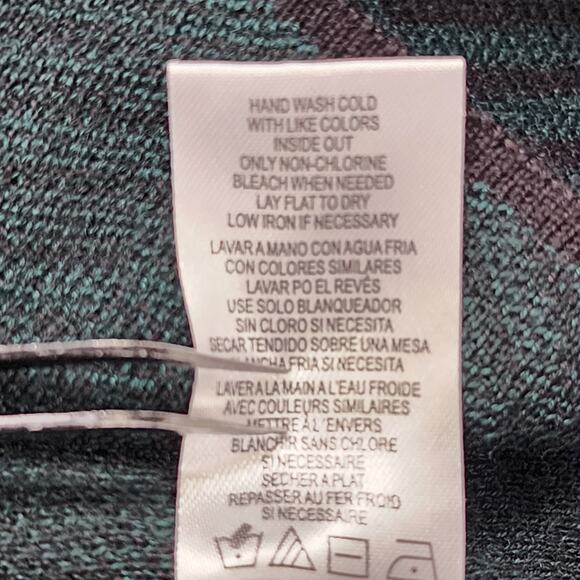 HAND WASH COLD
WITH LIKE COLORS
INSIDE OUT
ONLY NON-CHLORINE
BLEACH WHEN NEEDED
LAY FLAT TO DRY
LOW IRON IF NECESSARY
LAVAR A MANO CON AGUA FRIA
CON COLORES SIMILARES
LAVAR PO EL REVÉS
USE SOLO BLANQUEADOR
SIN CLORO SI NECESITA
SECAR TENDIDO SOBRE UNA MESA
FRIA SI NECESITA
LAVER A LA MAIN A L'EAU FROIDE
AVEC COULEURS SIMILAIRES
METTRE À L'ENVERS
BLANCHIR SANS CHLORE
SI NECESSAIRE
SECHER A PLAT
REPASSER AU FER FROID
SI NECESSAIRE